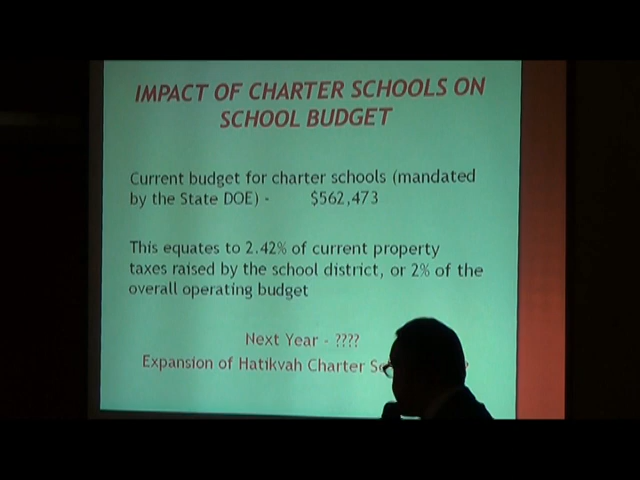 IMPACT OF CHARTER SCHOOLS ON
SCHOOL BUDGET
Current budget for charter schools (mandated
by the State DOE) - $562,473
This equates to 2.42% of current property
taxes raised by the school district, or 2% of the
overall operating budget
Next Year - ????
Expansion of Hatikvah Charter